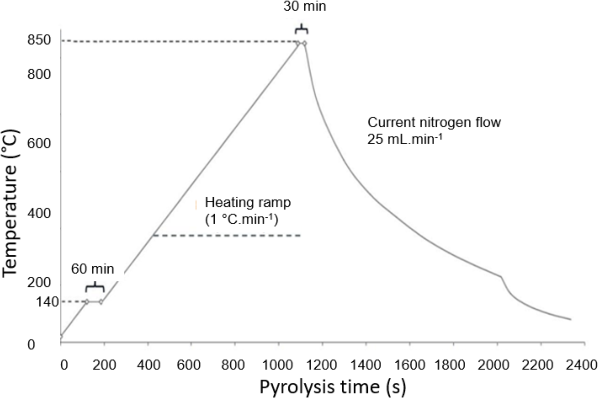 30 min
850
800
600
400
200
140
0
Temperature (°C)
Current nitrogen flow
25 mL.min⁻¹
Heating ramp
(1 °C.min⁻¹)
60 min
0 200 400 600 800 1000 1200 1400 1600 1800 2000 2200 2400
Pyrolysis time (s)